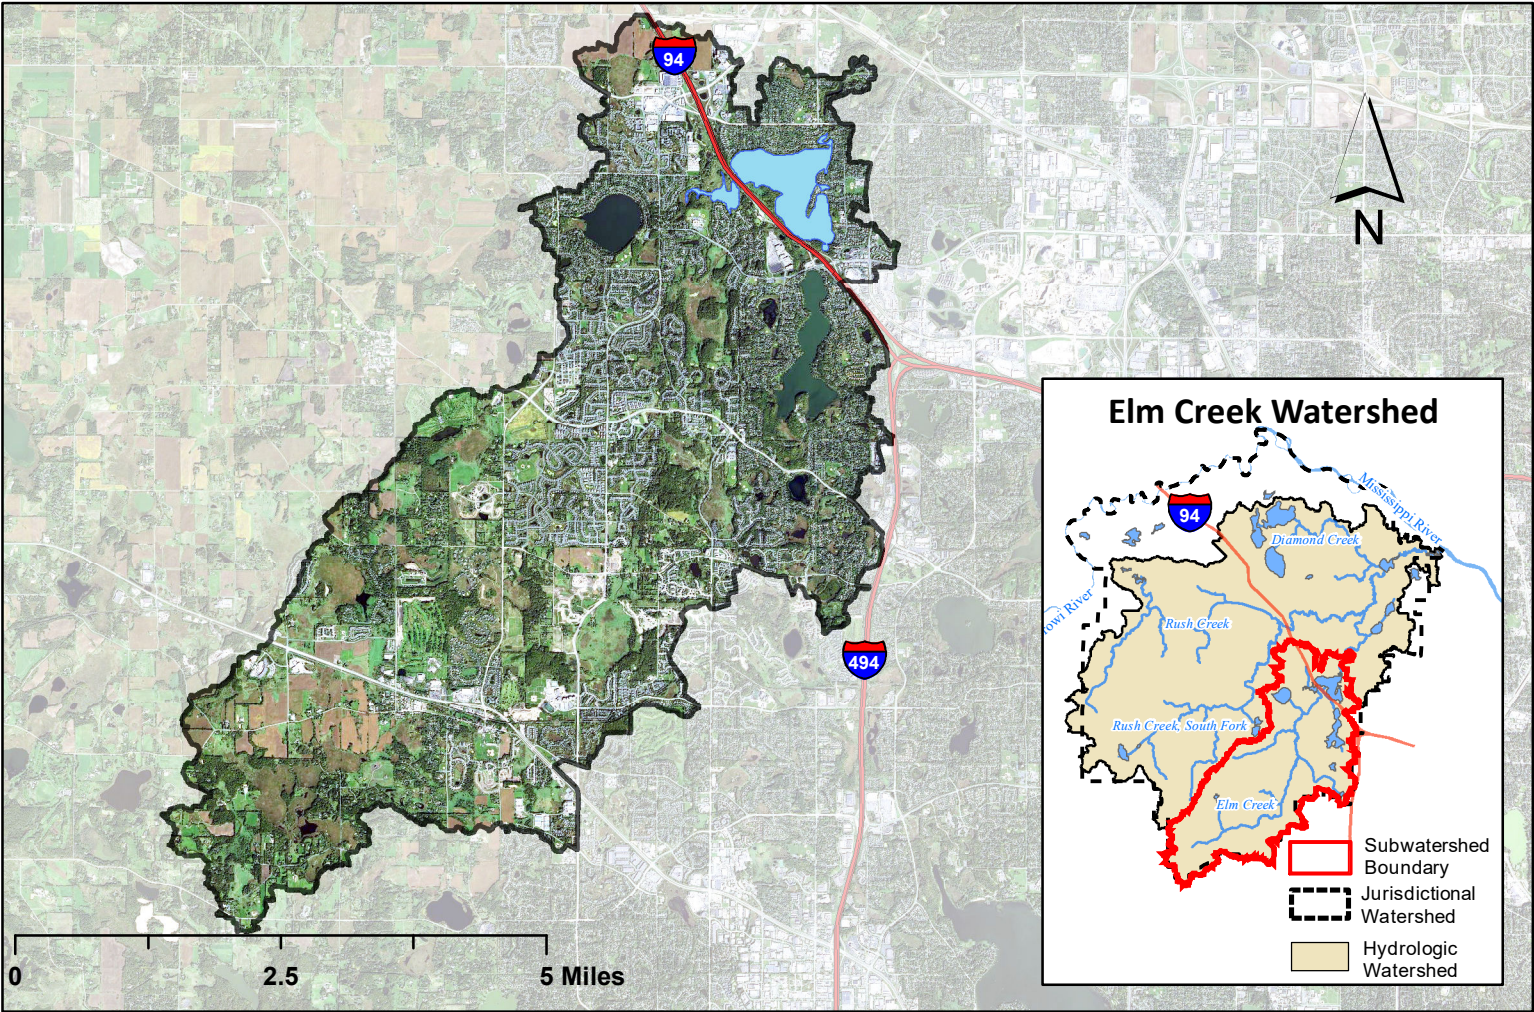 94
N
494
0
2.5
5 Miles
Elm Creek Watershed
94
Mississippi River
Diamond Creek
Rush Creek
Rush Creek, South Fork
Elm Creek
Subwatershed
Boundary
Jurisdictional
Watershed
Hydrologic
Watershed